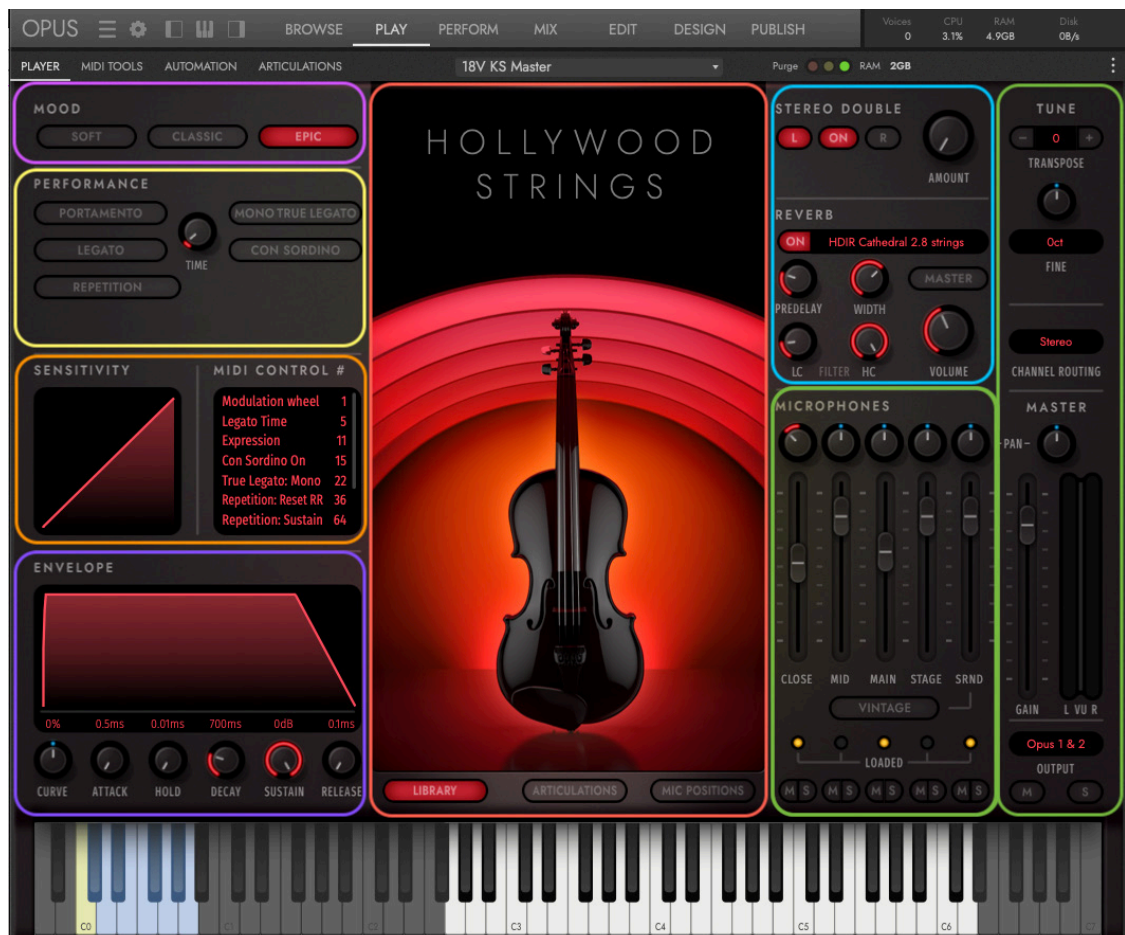 OPUS BROWSE PLAY PERFORM MIX EDIT DESIGN PUBLISH
Voices CPU RAM Disk
0 3.1% 4.9GB 0B/s
PLAYER MIDI TOOLS AUTOMATION ARTICULATIONS 18V KS Master Purge RAM 2GB
MOOD
SOFT CLASSIC EPIC
PERFORMANCE
PORTAMENTO MONO TRUE LEGATO
LEGATO CON SORDINO
TIME
REPETITION
SENSITIVITY
MIDI CONTROL #
Modulation wheel 1
Legato Time 5
Expression 11
Con Sordino On 15
True Legato: Mono 22
Repetition: Reset RR 36
Repetition: Sustain 64
ENVELOPE
0% 0.5ms 0.01ms 700ms 0dB 0.1ms
CURVE ATTACK HOLD DECAY SUSTAIN RELEASE
HOLLYWOOD
STRINGS
LIBRARY ARTICULATIONS MIC POSITIONS
STEREO DOUBLE
L ON R
AMOUNT
REVERB
ON HDIR Cathedral 2.8 strings
MASTER
PREDELAY WIDTH
LC FILTER HC VOLUME
MICROPHONES
CLOSE MID MAIN STAGE SRND
VINTAGE
LOADED
M S M S M S M S M S
TUNE
- 0 +
TRANSPOSE
0ct
FINE
Stereo
CHANNEL ROUTING
MASTER
-PAN-
GAIN L VU R
Opus 1 & 2
OUTPUT
M S
C0 C1 C2 C3 C4 C5 C6 C7